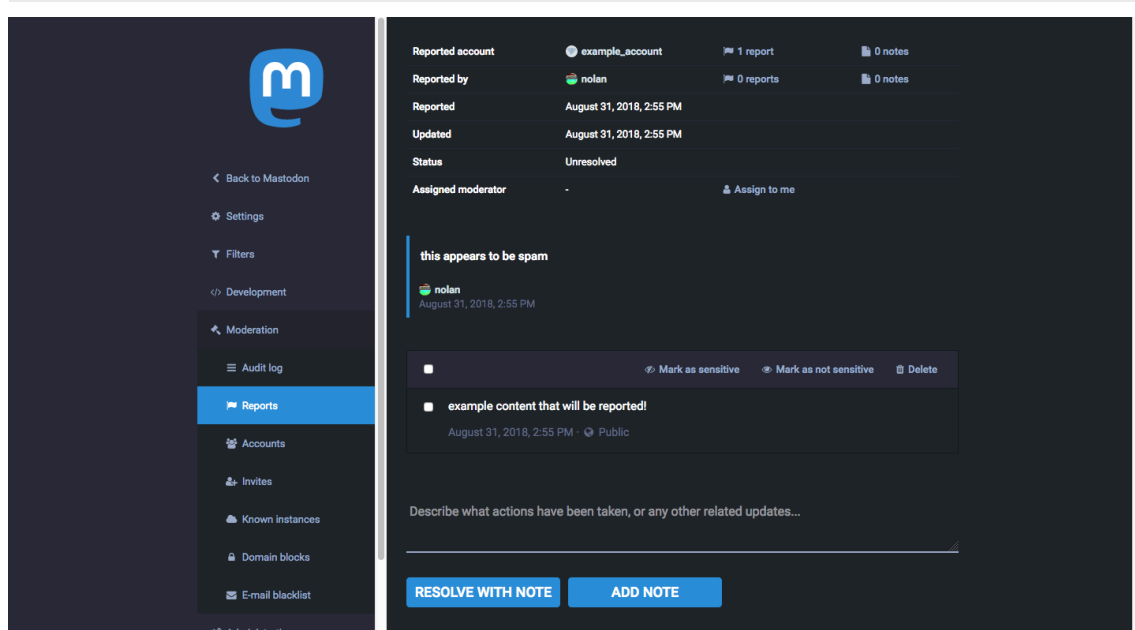 m
Back to Mastodon
Settings
Filters
Development
Moderation
Audit log
Reports
Accounts
Invites
Known instances
Domain blocks
E-mail blacklist
Reported account example_account 1 report 0 notes
Reported by nolan 0 reports 0 notes
Reported August 31, 2018, 2:55 PM
Updated August 31, 2018, 2:55 PM
Status Unresolved
Assigned moderator - Assign to me
this appears to be spam
nolan
August 31, 2018, 2:55 PM
Mark as sensitive Mark as not sensitive Delete
example content that will be reported!
August 31, 2018, 2:55 PM · Public
Describe what actions have been taken, or any other related updates...
RESOLVE WITH NOTE ADD NOTE